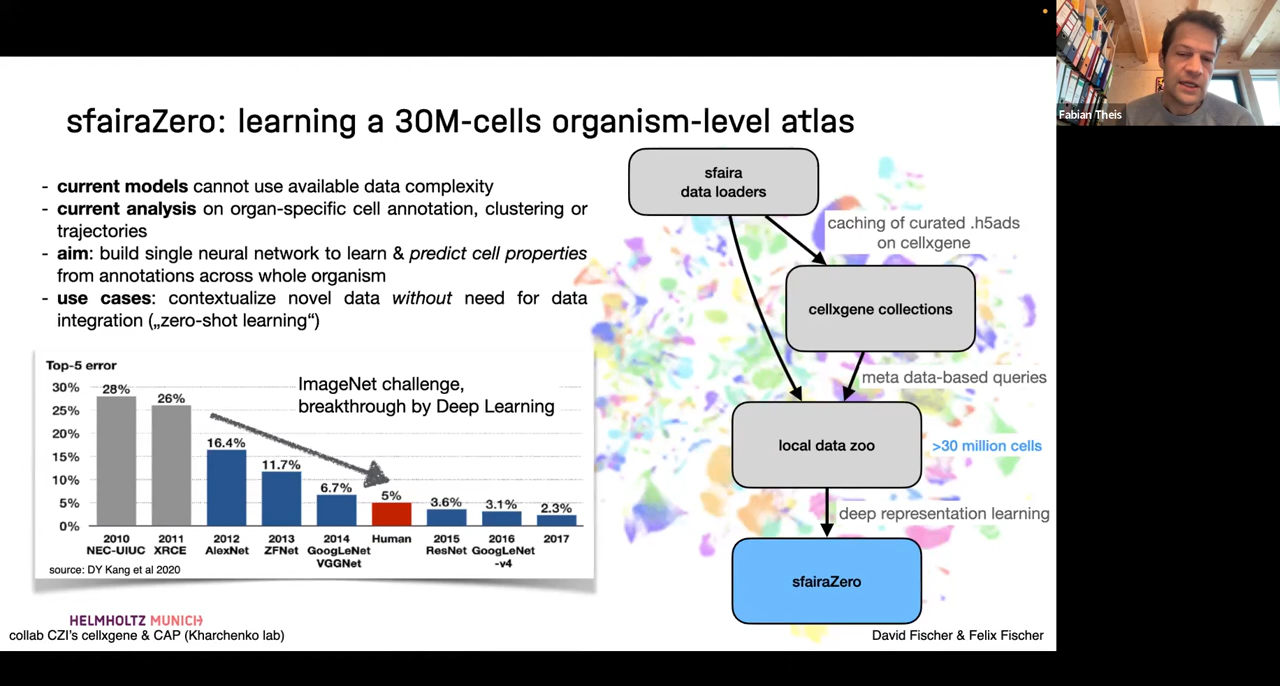 sfairaZero: learning a 30M-cells organism-level atlas
- current models cannot use available data complexity
- current analysis on organ-specific cell annotation, clustering or
trajectories
- aim: build single neural network to learn & predict cell properties
from annotations across whole organism
- use cases: contextualize novel data without need for data
integration („zero-shot learning“)
Top-5 error
ImageNet challenge,
breakthrough by Deep Learning
30%
25%
20%
15%
10%
5%
0%
28%
26%
16.4%
11.7%
6.7%
5%
3.6%
3.1%
2.3%
2010
NEC-UIUC
2011
XRCE
2012
AlexNet
2013
ZFNet
2014
GoogLeNet
VGGNet
Human
2015
ResNet
2016
GoogLeNet
-v4
2017
source: DY Kang et al 2020
sfaira
data loaders
caching of curated .h5ads
on cellxgene
cellxgene collections
meta data-based queries
local data zoo
>30 million cells
deep representation learning
sfairaZero
HELMHOLTZ MUNICH
collab CZI's cellxgene & CAP (Kharchenko lab)
David Fischer & Felix Fischer
Fabian Theis